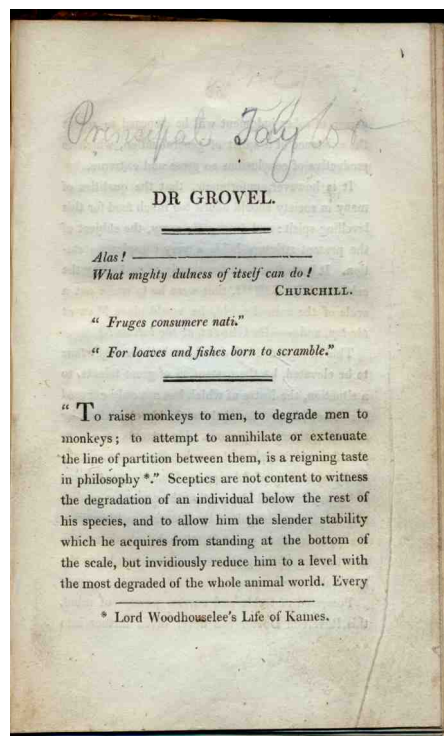 Principal Taylor
DR GROVEL.
Alas! ————————
What mighty dulness of itself can do!
CHURCHILL.
“ Fruges consumere nati.”
“ For loaves and fishes born to scramble.”
“ To raise monkeys to men, to degrade men to
monkeys; to attempt to annihilate or extenuate
the line of partition between them, is a reigning taste
in philosophy *.” Sceptics are not content to witness
the degradation of an individual below the rest of
his species, and to allow him the slender stability
which he acquires from standing at the bottom of
the scale, but invidiously reduce him to a level with
the most degraded of the whole animal world. Every
* Lord Woodhouselee's Life of Kames.